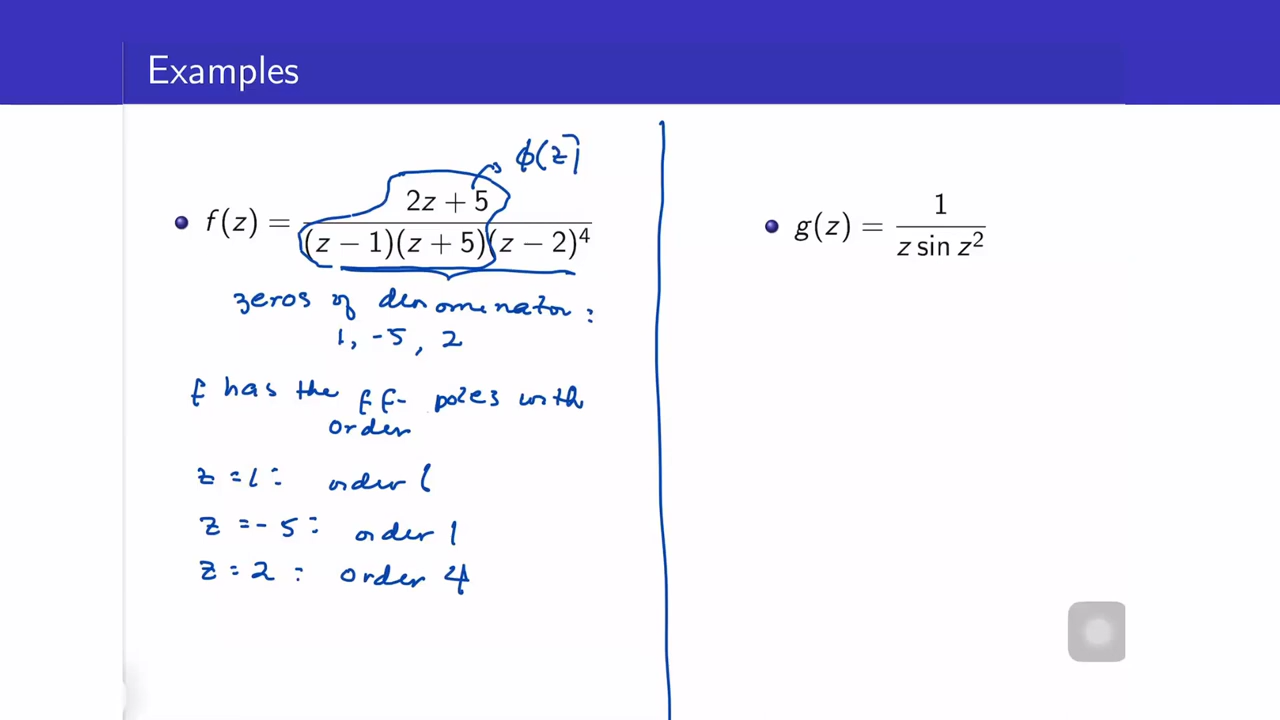 Examples
ϕ(z)
f(z) = (2z + 5) / ((z − 1)(z + 5)(z − 2)⁴)
zeros of denominator :
1, -5, 2
f has the ff- poles with
order
z = 1 : order 1
z = - 5 : order 1
z = 2 : order 4
g(z) = 1 / (z sin z²)